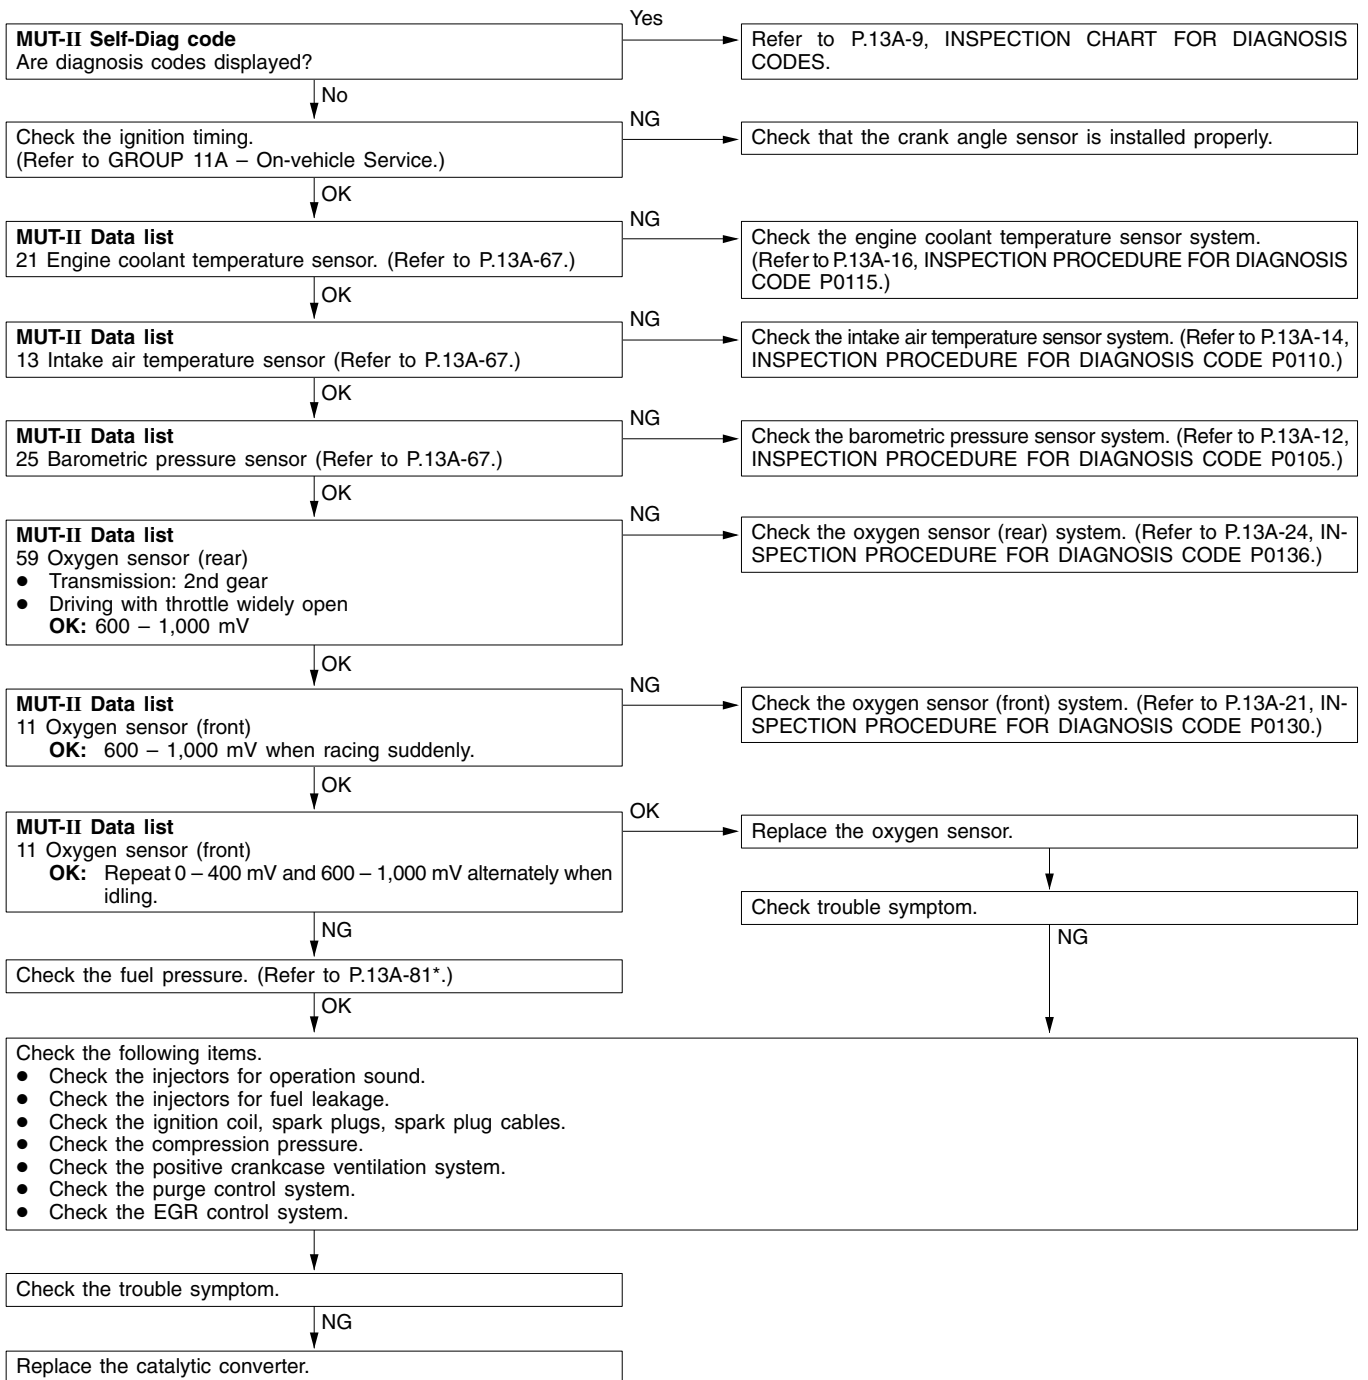 MUT-II Self-Diag code
Are diagnosis codes displayed?
Yes
Refer to P.13A-9, INSPECTION CHART FOR DIAGNOSIS
CODES.
No
Check the ignition timing.
(Refer to GROUP 11A – On-vehicle Service.)
NG
Check that the crank angle sensor is installed properly.
OK
MUT-II Data list
21 Engine coolant temperature sensor. (Refer to P.13A-67.)
NG
Check the engine coolant temperature sensor system.
(Refer to P.13A-16, INSPECTION PROCEDURE FOR DIAGNOSIS
CODE P0115.)
OK
MUT-II Data list
13 Intake air temperature sensor (Refer to P.13A-67.)
NG
Check the intake air temperature sensor system. (Refer to P.13A-14,
INSPECTION PROCEDURE FOR DIAGNOSIS CODE P0110.)
OK
MUT-II Data list
25 Barometric pressure sensor (Refer to P.13A-67.)
NG
Check the barometric pressure sensor system. (Refer to P.13A-12,
INSPECTION PROCEDURE FOR DIAGNOSIS CODE P0105.)
OK
MUT-II Data list
59 Oxygen sensor (rear)
● Transmission: 2nd gear
● Driving with throttle widely open
OK: 600 – 1,000 mV
NG
Check the oxygen sensor (rear) system. (Refer to P.13A-24, IN-
SPECTION PROCEDURE FOR DIAGNOSIS CODE P0136.)
OK
MUT-II Data list
11 Oxygen sensor (front)
OK: 600 – 1,000 mV when racing suddenly.
NG
Check the oxygen sensor (front) system. (Refer to P.13A-21, IN-
SPECTION PROCEDURE FOR DIAGNOSIS CODE P0130.)
OK
MUT-II Data list
11 Oxygen sensor (front)
OK: Repeat 0 – 400 mV and 600 – 1,000 mV alternately when
idling.
OK
Replace the oxygen sensor.
Check trouble symptom.
NG
NG
Check the fuel pressure. (Refer to P.13A-81*.)
OK
Check the following items.
● Check the injectors for operation sound.
● Check the injectors for fuel leakage.
● Check the ignition coil, spark plugs, spark plug cables.
● Check the compression pressure.
● Check the positive crankcase ventilation system.
● Check the purge control system.
● Check the EGR control system.
Check the trouble symptom.
NG
Replace the catalytic converter.